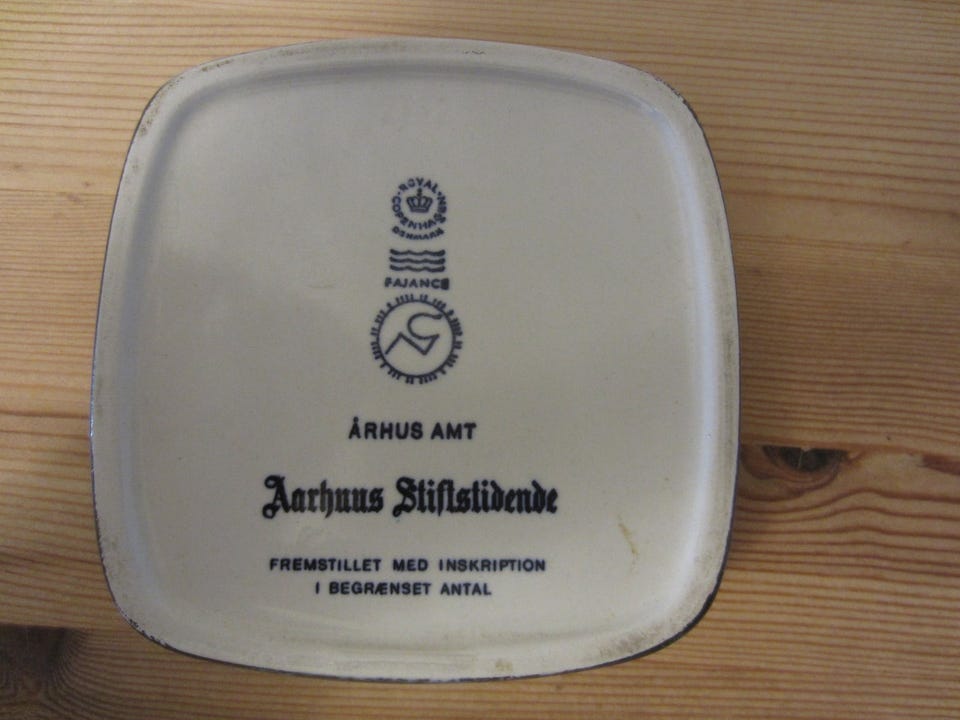 ROYAL
COPENHAGEN
DENMARK
FAJANCE
ÅRHUS AMT
Aarhuus Stiftstidende
FREMSTILLET MED INSKRIPTION
I BEGRÆNSET ANTAL